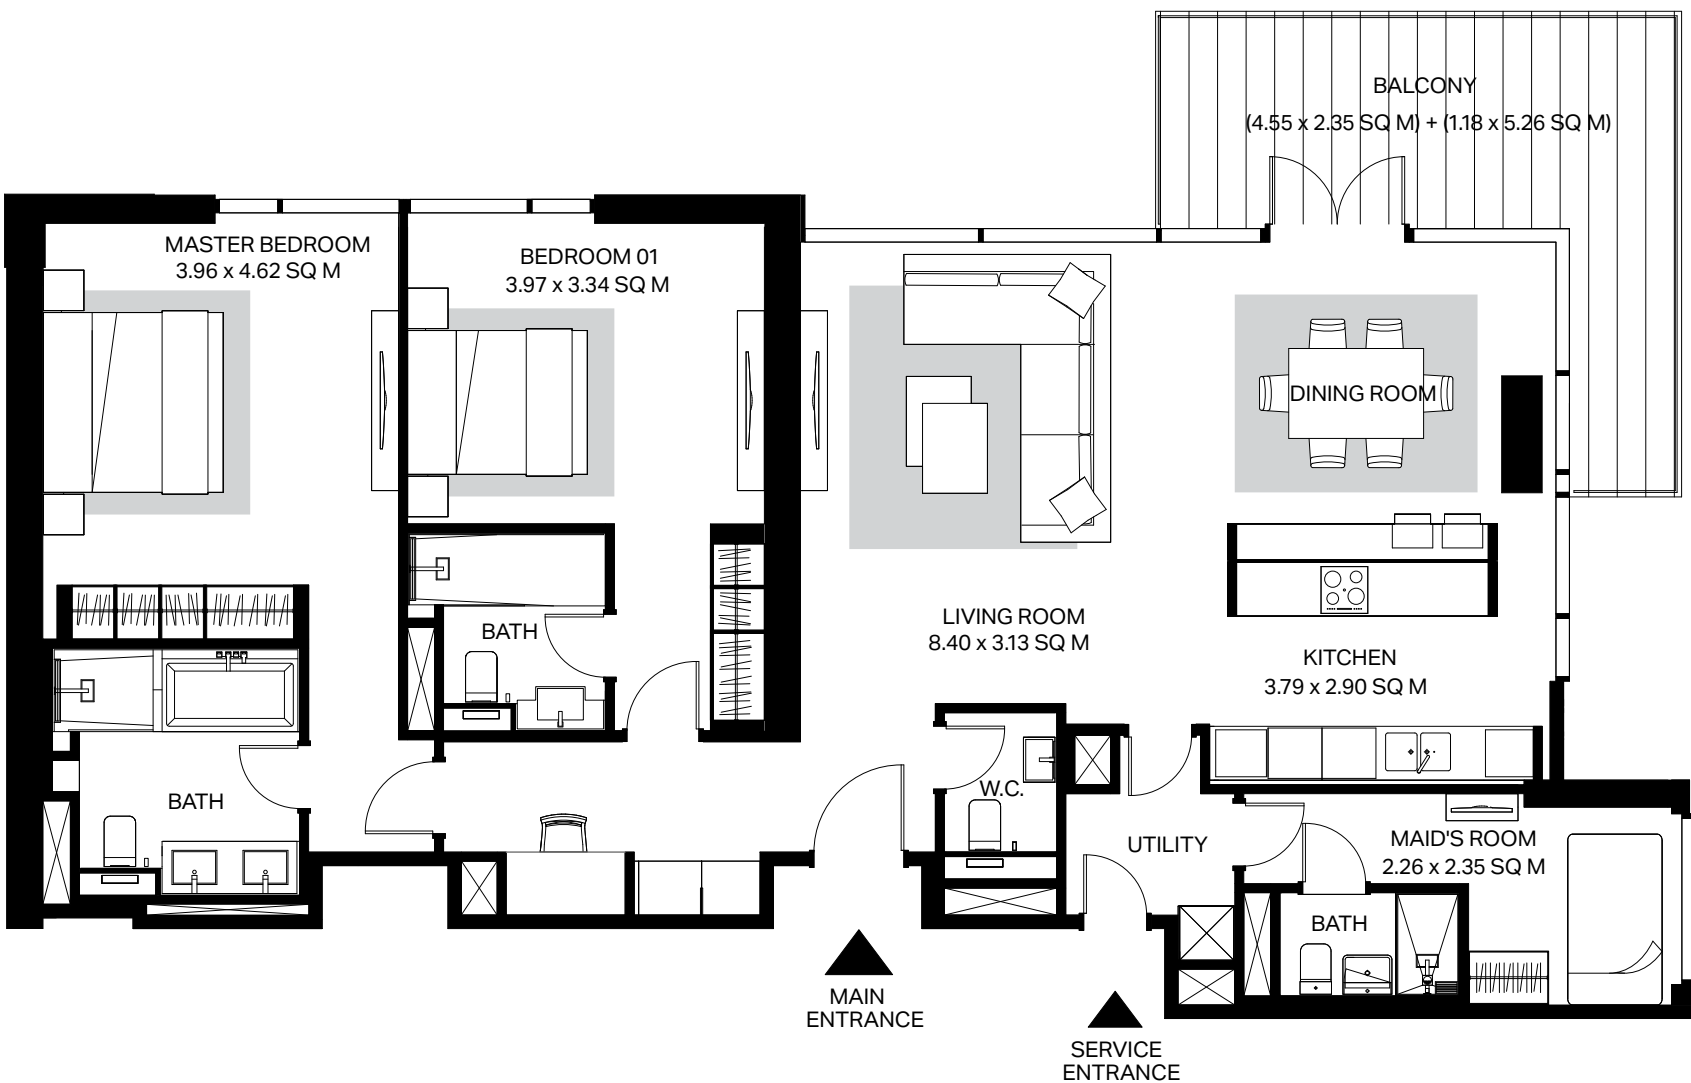 BALCONY
(4.55 x 2.35 SQ M) + (1.18 x 5.26 SQ M)
MASTER BEDROOM
3.96 x 4.62 SQ M
BEDROOM 01
3.97 x 3.34 SQ M
DINING ROOM
LIVING ROOM
8.40 x 3.13 SQ M
BATH
KITCHEN
3.79 x 2.90 SQ M
BATH
W.C.
UTILITY
MAID'S ROOM
2.26 x 2.35 SQ M
BATH
MAIN
ENTRANCE
SERVICE
ENTRANCE